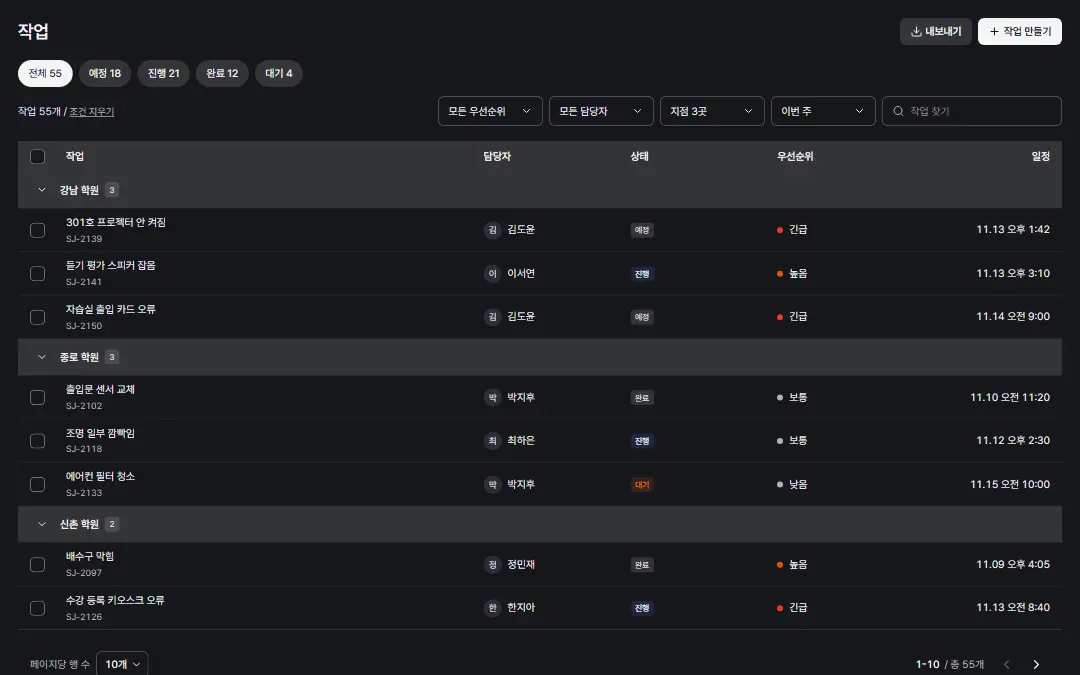 작업
내보내기
작업 만들기
전체 55
예정 18
진행 21
완료 12
대기 4
작업 55개 / 조건 지우기
모든 우선순위
모든 담당자
지점 3곳
이번 주
작업 찾기
작업 담당자 상태 우선순위 일정
강남 학원 3
301호 프로젝터 안 켜짐
SJ-2139
김 김도윤 예정 긴급 11.13 오후 1:42
듣기 평가 스피커 잡음
SJ-2141
이 이서연 진행 높음 11.13 오후 3:10
자습실 출입 카드 오류
SJ-2150
김 김도윤 예정 긴급 11.14 오전 9:00
종로 학원 3
출입문 센서 교체
SJ-2102
박 박지후 완료 보통 11.10 오전 11:20
조명 일부 깜빡임
SJ-2118
최 최하은 진행 보통 11.12 오후 2:30
에어컨 필터 청소
SJ-2133
박 박지후 대기 낮음 11.15 오전 10:00
신촌 학원 2
배수구 막힘
SJ-2097
정 정민재 완료 높음 11.09 오후 4:05
수강 등록 키오스크 오류
SJ-2126
한 한지아 진행 긴급 11.13 오전 8:40
페이지당 행 수 10개
1-10 / 총 55개